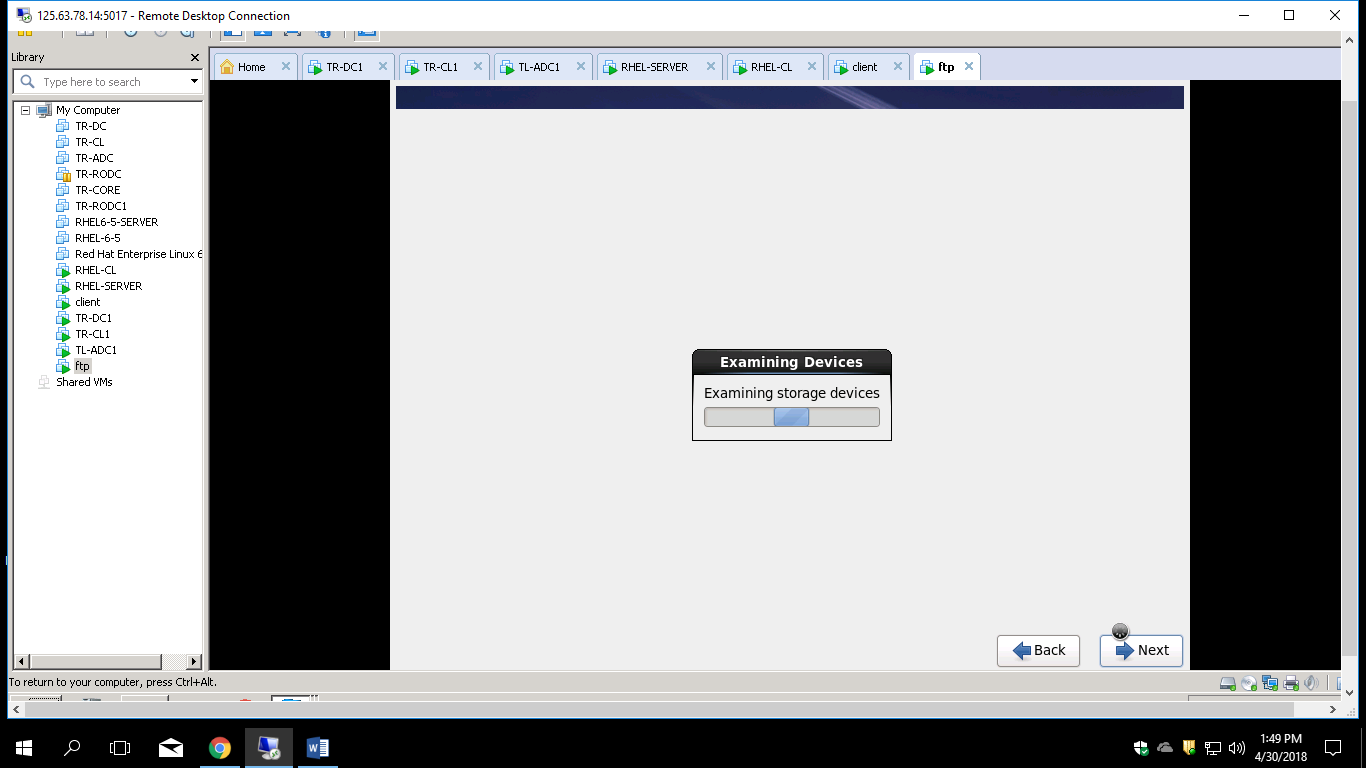 125.63.78.14:5017 - Remote Desktop Connection
Library
Type here to search
My Computer
TR-DC
TR-CL
TR-ADC
TR-RODC
TR-CORE
TR-RODC1
RHEL6-5-SERVER
RHEL-6-5
Red Hat Enterprise Linux 6
RHEL-CL
RHEL-SERVER
client
TR-DC1
TR-CL1
TL-ADC1
ftp
Shared VMs
Home
TR-DC1
TR-CL1
TL-ADC1
RHEL-SERVER
RHEL-CL
client
ftp
Examining Devices
Examining storage devices
Back
Next
To return to your computer, press Ctrl+Alt.
1:49 PM
4/30/2018